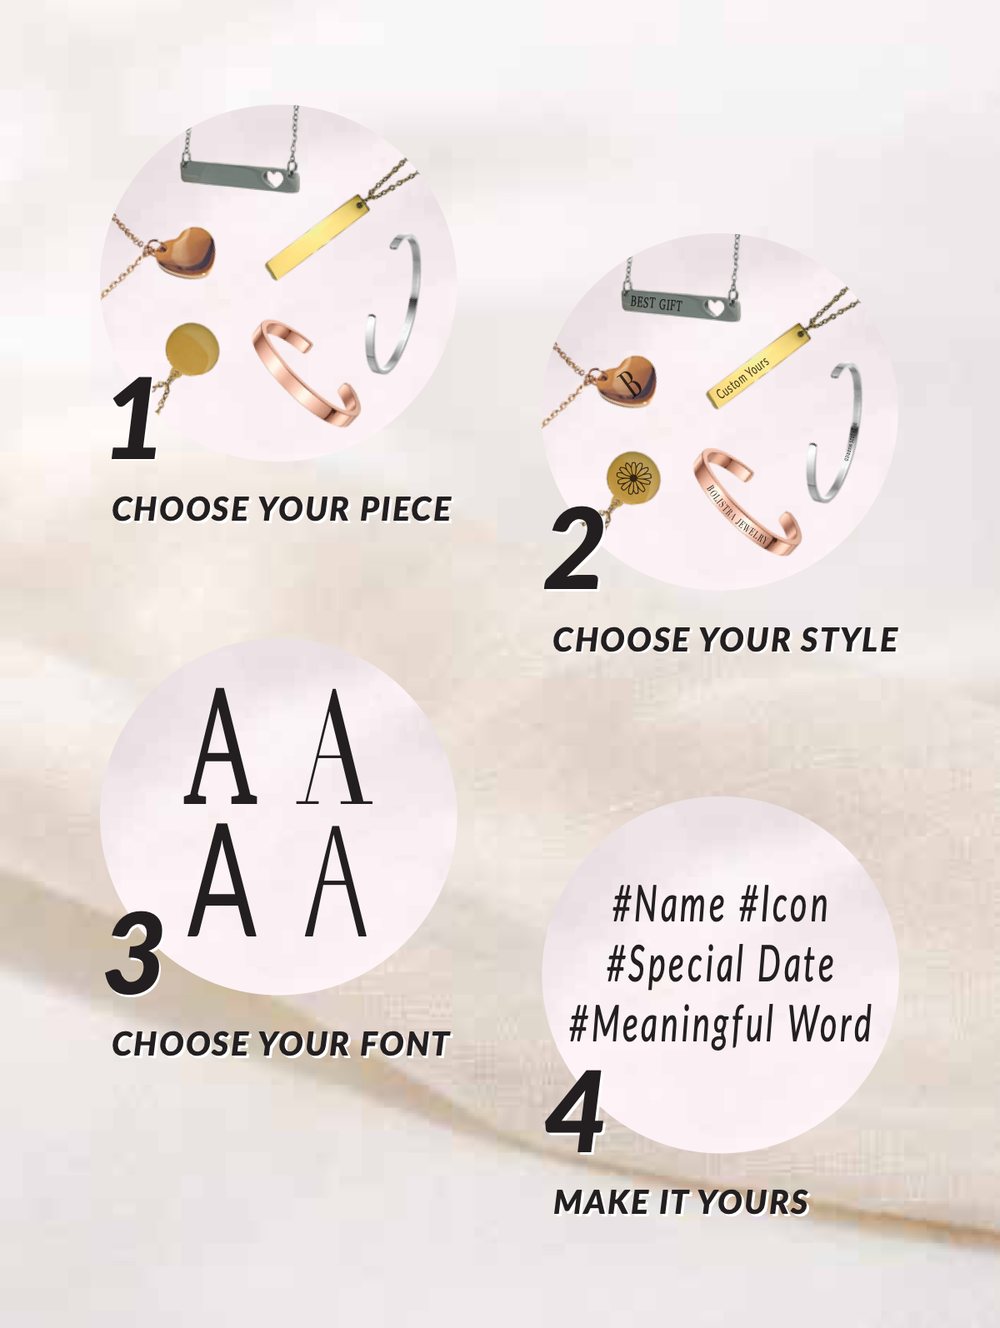 1
CHOOSE YOUR PIECE
BEST GIFT
Custom Yours
B
BOLISTRA JEWELRY
2
CHOOSE YOUR STYLE
A A
A A
3
CHOOSE YOUR FONT
#Name #Icon
#Special Date
#Meaningful Word
4
MAKE IT YOURS